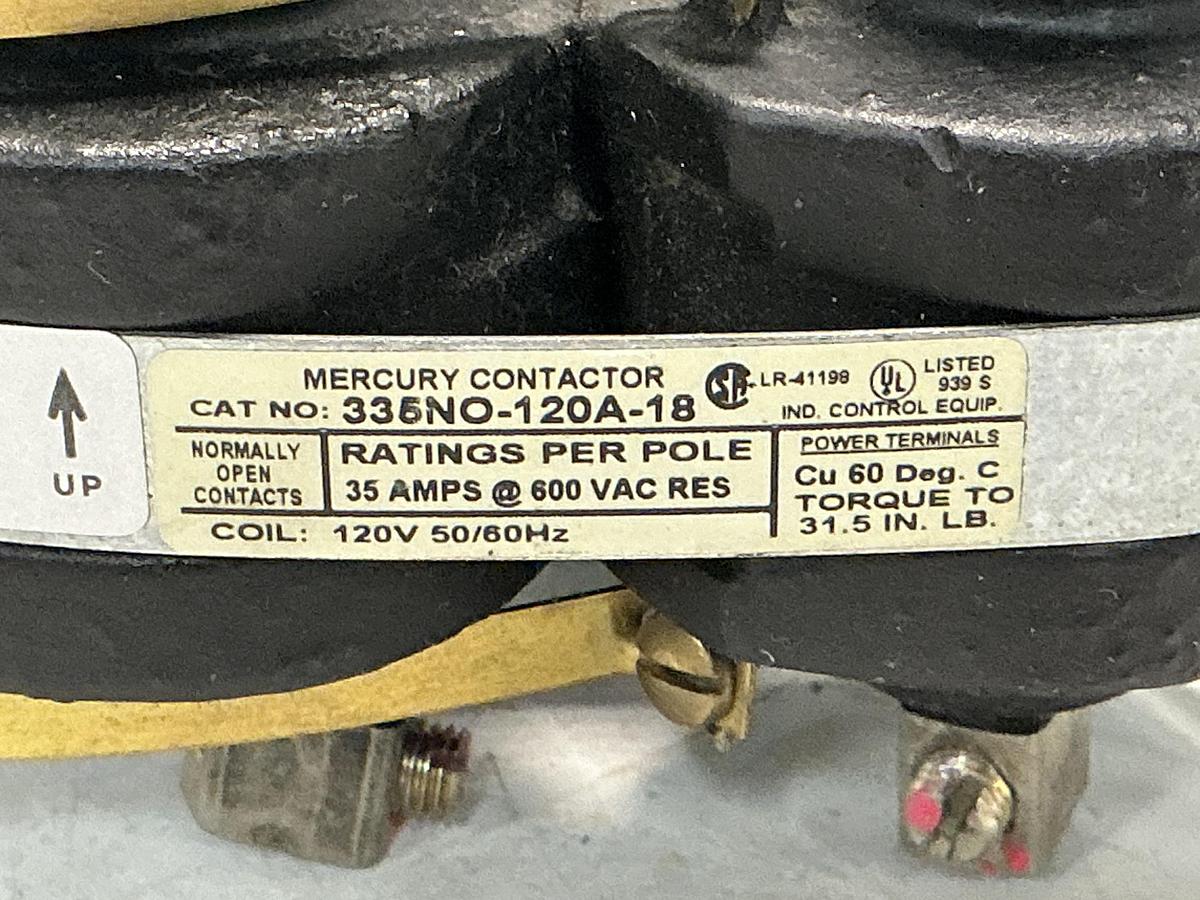 UP
MERCURY CONTACTOR
CAT NO: 335NO-120A-18
LR-41198
UL LISTED
939 S
IND. CONTROL EQUIP.
NORMALLY
OPEN
CONTACTS
RATINGS PER POLE
35 AMPS @ 600 VAC RES
POWER TERMINALS
Cu 60 Deg. C
TORQUE TO
31.5 IN. LB.
COIL: 120V 50/60Hz